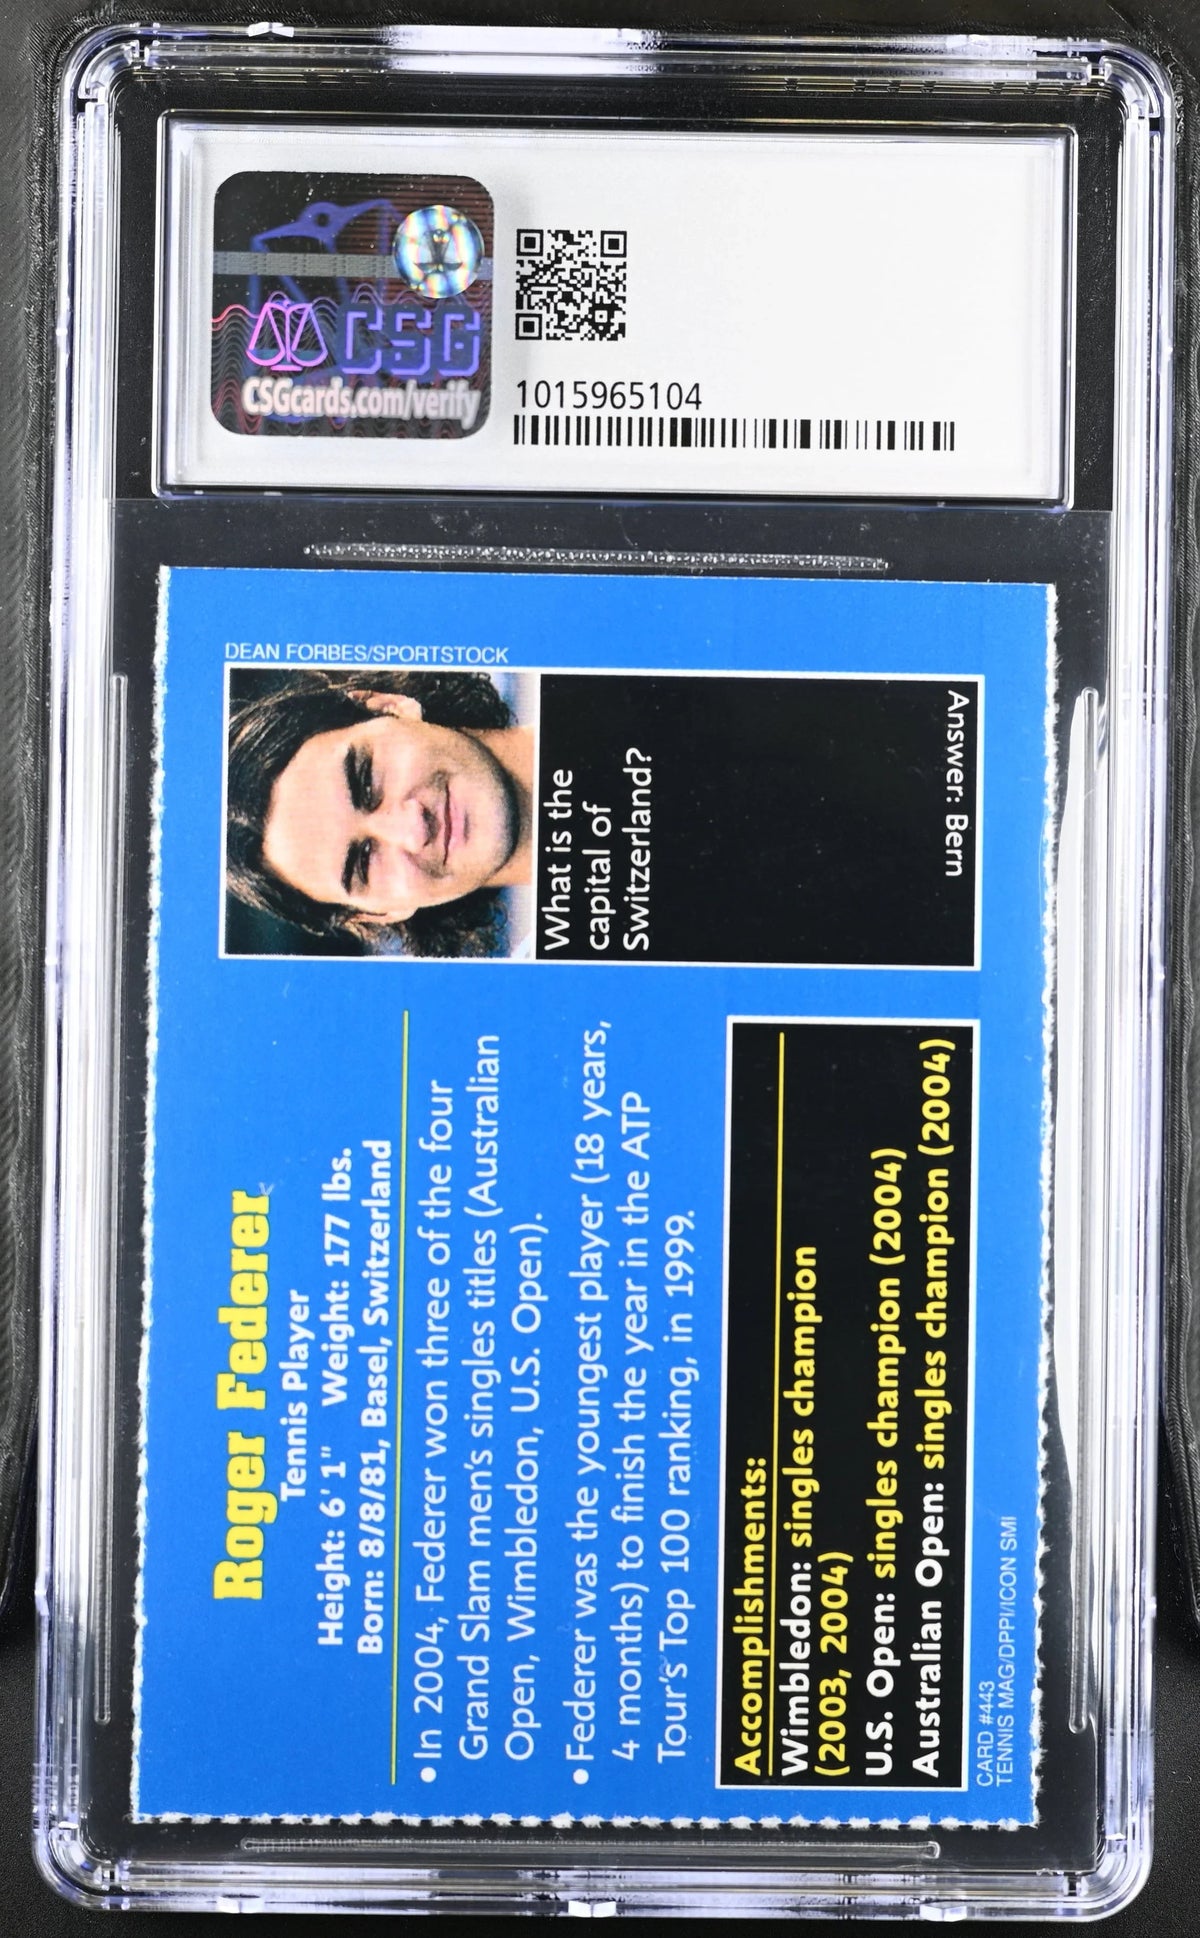 CSG
CSGcards.com/verify
1015965104
DEAN FORBES/SPORTSTOCK
What is the
capital of
Switzerland?
Answer: Bern
Roger Federer
Tennis Player
Height: 6' 1" Weight: 177 lbs.
Born: 8/8/81, Basel, Switzerland
• In 2004, Federer won three of the four
Grand Slam men's singles titles (Australian
Open, Wimbledon, U.S. Open).
• Federer was the youngest player (18 years,
4 months) to finish the year in the ATP
Tour's Top 100 ranking, in 1999.
Accomplishments:
Wimbledon: singles champion
(2003, 2004)
U.S. Open: singles champion (2004)
Australian Open: singles champion (2004)
CARD #443
TENNIS MAG/DPPI/ICON SMI